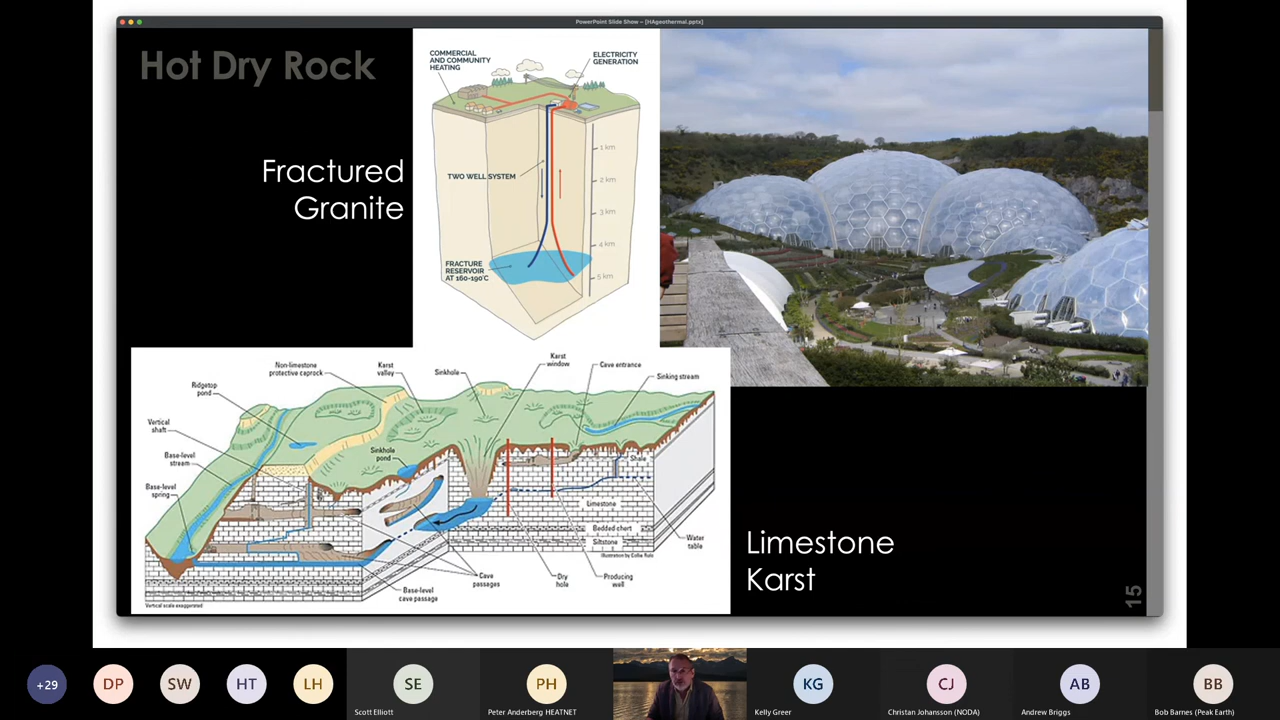 PowerPoint Slide Show - [HAgeothermal.pptx]
Hot Dry Rock
Fractured
Granite
COMMERCIAL
AND COMMUNITY
HEATING
ELECTRICITY
GENERATION
TWO WELL SYSTEM
1 km
2 km
3 km
4 km
5 km
FRACTURE
RESERVOIR
AT 160-190°C
Karst
window
Non-limestone
protective caprock
Karst
valley
Sinkhole
Cave entrance
Sinking stream
Ridgetop
pond
Vertical
shaft
Sinkhole
pond
Base-level
stream
Base-level
spring
Shale
Limestone
Bedded chert
Siltstone
Water
table
Illustration by Collie Rulo
Cave
passages
Dry
hole
Producing
well
Base-level
cave passage
Vertical scale exaggerated
Limestone
Karst
15
+29
DP
SW
HT
LH
SE
Scott Elliott
PH
Peter Anderberg HEATNET
KG
Kelly Greer
CJ
Christan Johansson (NODA)
AB
Andrew Briggs
BB
Bob Barnes (Peak Earth)